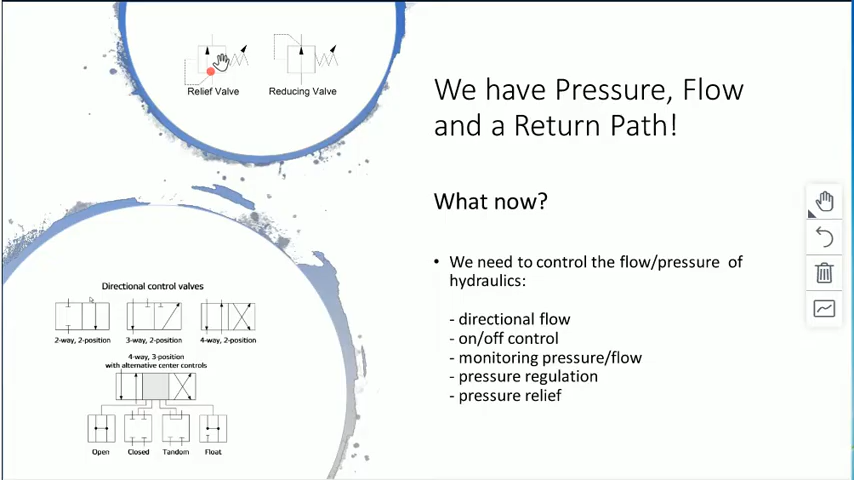 Relief Valve
Reducing Valve
We have Pressure, Flow
and a Return Path!
What now?
• We need to control the flow/pressure of
hydraulics:
- directional flow
- on/off control
- monitoring pressure/flow
- pressure regulation
- pressure relief
Directional control valves
2-way, 2-position
3-way, 2-position
4-way, 2-position
4-way, 3-position
with alternative center controls
Open
Closed
Tandom
Float